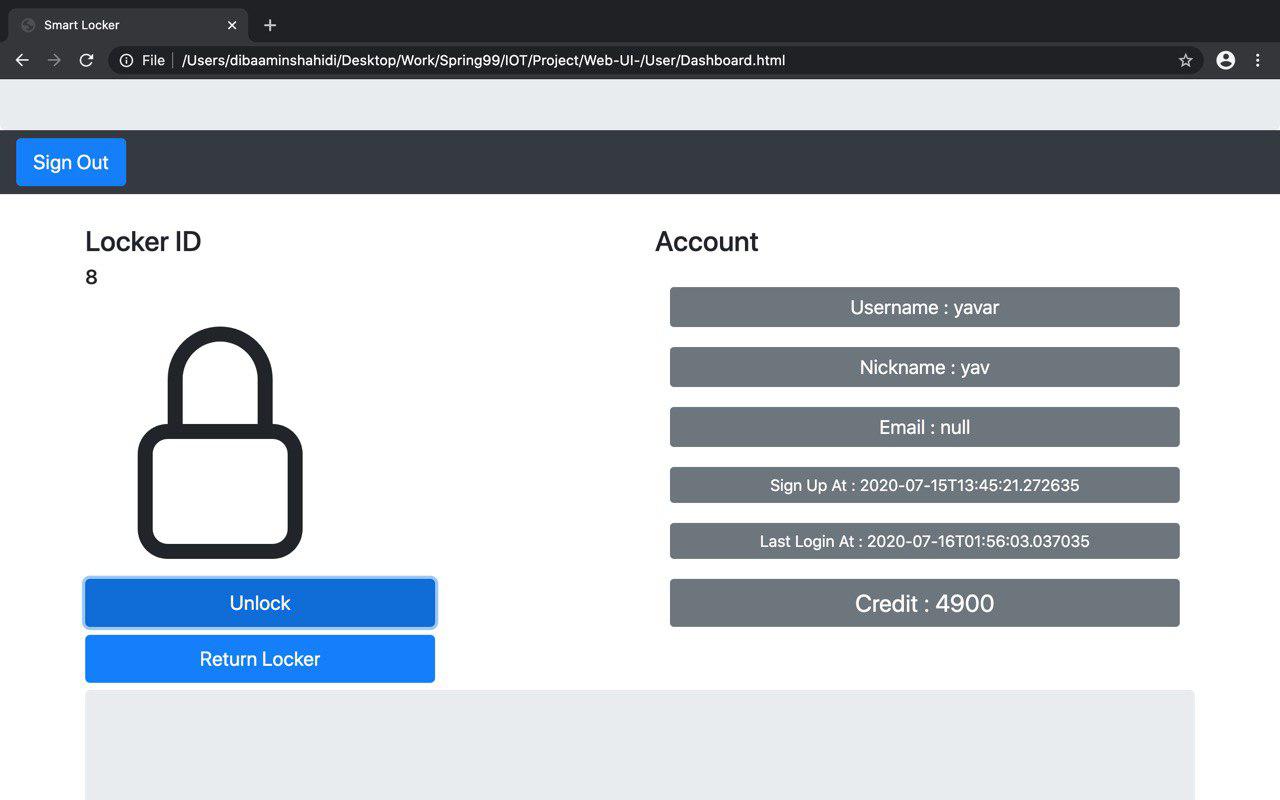 Smart Locker
File /Users/dibaaminshahidi/Desktop/Work/Spring99/IOT/Project/Web-UI-/User/Dashboard.html
Sign Out
Locker ID
8
Unlock
Return Locker
Account
Username : yavar
Nickname : yav
Email : null
Sign Up At : 2020-07-15T13:45:21.272635
Last Login At : 2020-07-16T01:56:03.037035
Credit : 4900